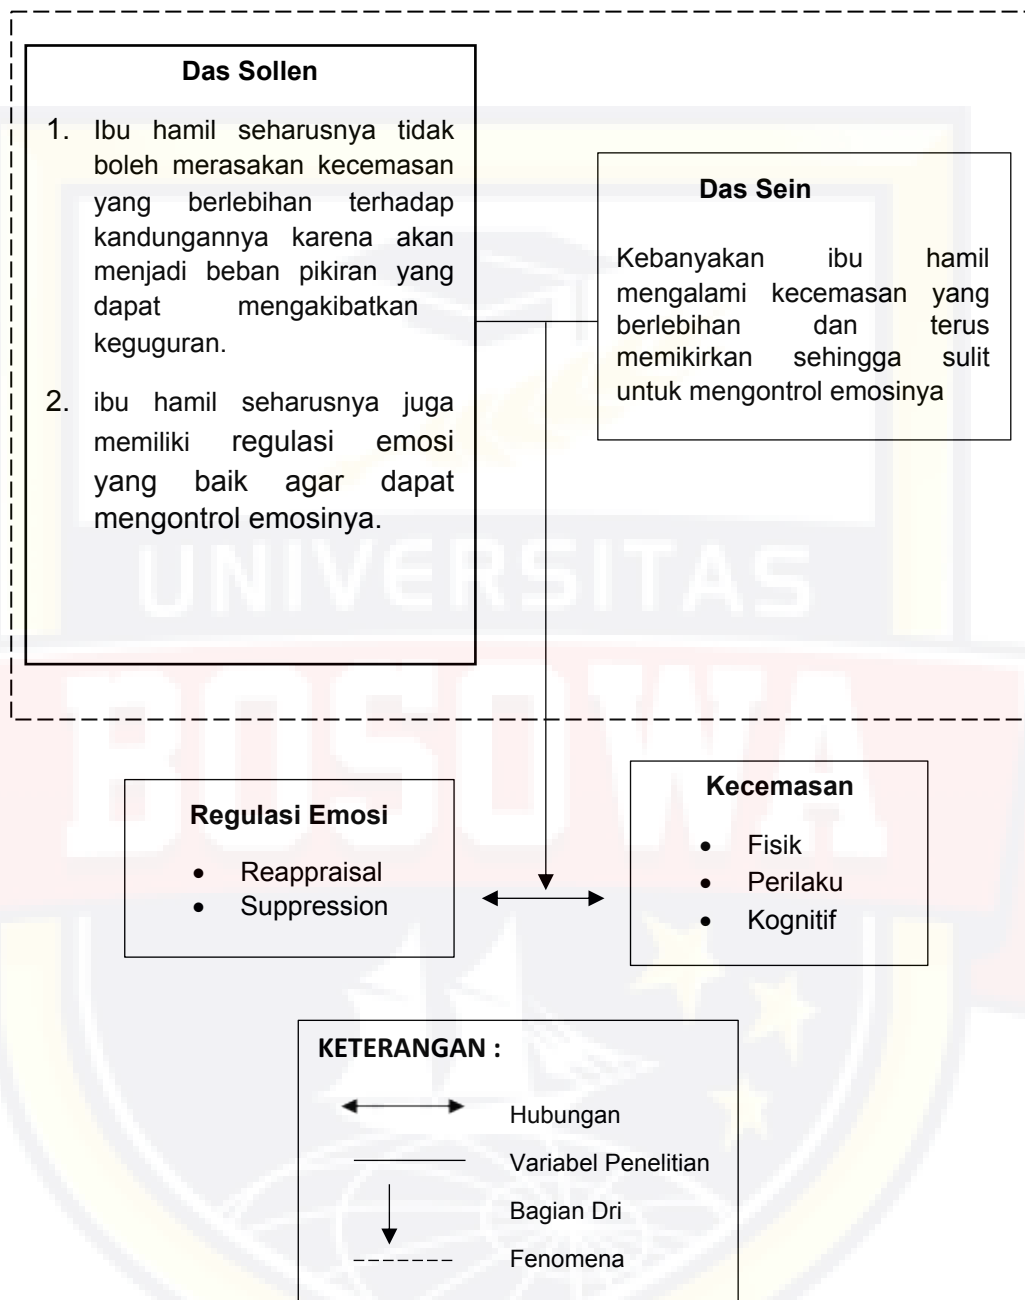 Das Sollen
1. Ibu hamil seharusnya tidak
boleh merasakan kecemasan
yang berlebihan terhadap
kandungannya karena akan
menjadi beban pikiran yang
dapat mengakibatkan
keguguran.
2. ibu hamil seharusnya juga
memiliki regulasi emosi
yang baik agar dapat
mengontrol emosinya.
Das Sein
Kebanyakan ibu hamil
mengalami kecemasan yang
berlebihan dan terus
memikirkan sehingga sulit
untuk mengontrol emosinya
UNIVERSITAS
BOSOWA
Regulasi Emosi
• Reappraisal
• Suppression
Kecemasan
• Fisik
• Perilaku
• Kognitif
KETERANGAN :
Hubungan
Variabel Penelitian
Bagian Dri
Fenomena